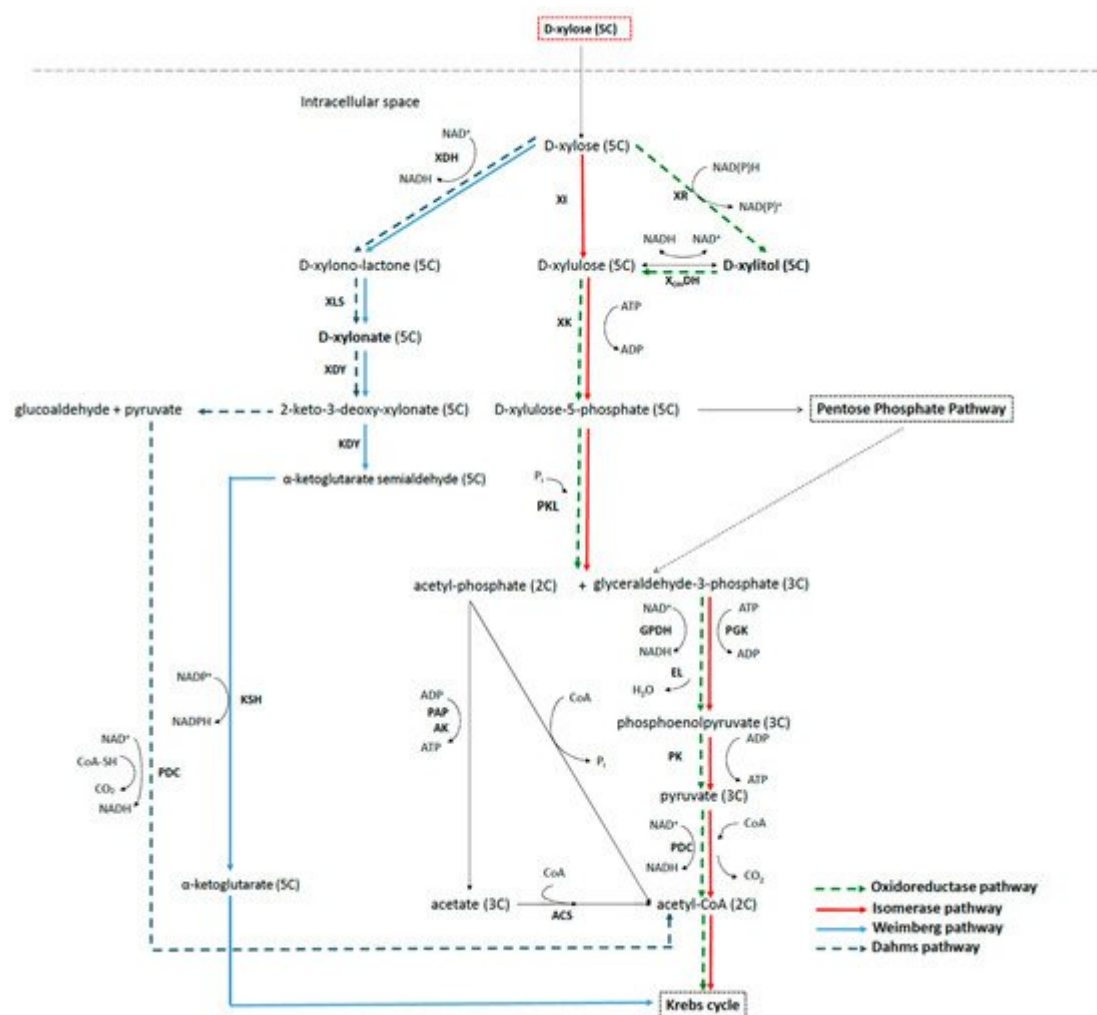 D-xylose (5C)
Intracellular space
D-xylose (5C)
NAD⁺
XDH
NADH
XI
XR
NAD(P)H
NAD(P)⁺
D-xylono-lactone (5C)
D-xylulose (5C)
NADH NAD⁺
D-xylitol (5C)
XₒₕDH
XLS
D-xylonate (5C)
XK
ATP
ADP
XDY
glucoaldehyde + pyruvate
2-keto-3-deoxy-xylonate (5C)
D-xylulose-5-phosphate (5C)
Pentose Phosphate Pathway
KDY
α-ketoglutarate semialdehyde (5C)
Pᵢ
PKL
acetyl-phosphate (2C) + glyceraldehyde-3-phosphate (3C)
NAD⁺
GPDH
NADH
ATP
PGK
ADP
EL
H₂O
NADP⁺
KSH
NADPH
ADP
PAP
AK
ATP
CoA
Pᵢ
phosphoenolpyruvate (3C)
PK
ADP
ATP
pyruvate (3C)
NAD⁺
CoA-SH
PDC
CO₂
NADH
NAD⁺
PDC
NADH
CoA
CO₂
α-ketoglutarate (5C)
acetate (3C)
CoA
ACS
acetyl-CoA (2C)
Krebs cycle
Oxidoreductase pathway
Isomerase pathway
Weimberg pathway
Dahms pathway